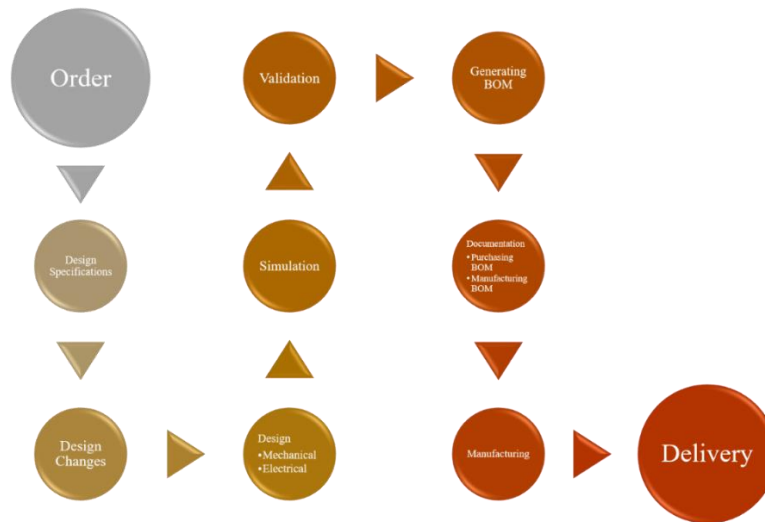 Order
Design
Specifications
Design
Changes
Design
•Mechanical
•Electrical
Simulation
Validation
Generating
BOM
Documentation
•Purchasing
BOM
•Manufacturing
BOM
Manufacturing
Delivery